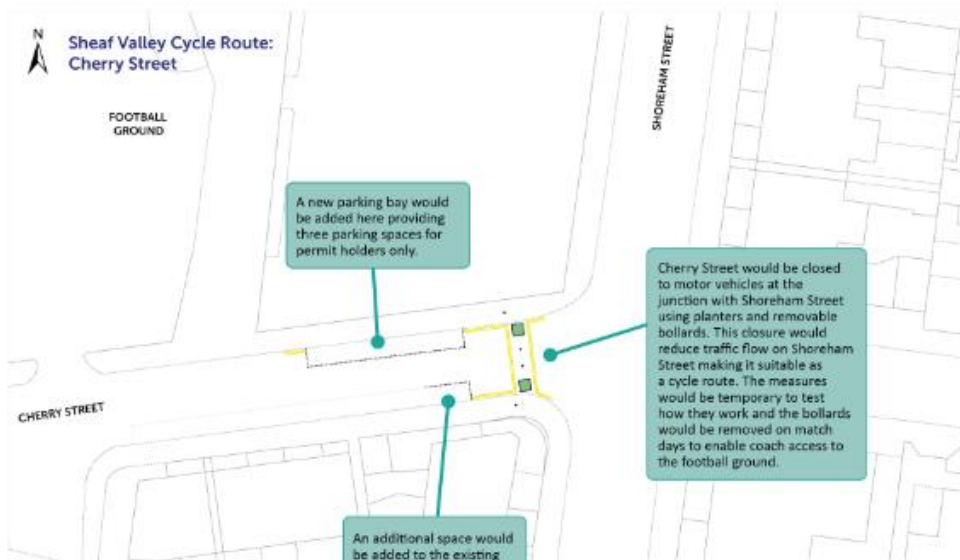 N
Sheaf Valley Cycle Route:
Cherry Street
FOOTBALL
GROUND
SHOREHAM STREET
A new parking bay would
be added here providing
three parking spaces for
permit holders only.
Cherry Street would be closed
to motor vehicles at the
junction with Shoreham Street
using planters and removable
bollards. This closure would
reduce traffic flow on Shoreham
Street making it suitable as
a cycle route. The measures
would be temporary to test
how they work and the bollards
would be removed on match
days to enable coach access to
the football ground.
CHERRY STREET
An additional space would
be added to the existing